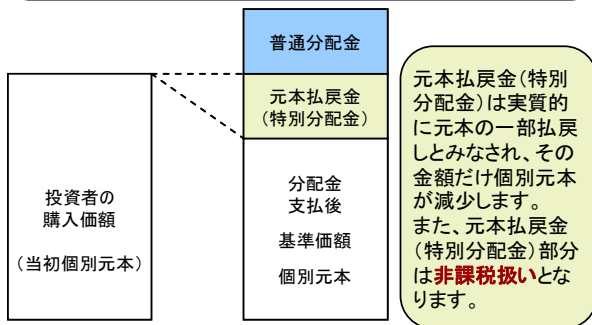 普通分配金
元本払戻金
(特別分配金)
投資者の
購入価額
(当初個別元本)
分配金
支払後
基準価額
個別元本
元本払戻金(特別
分配金)は実質的
に元本の一部払戻
しとみなされ、その
金額だけ個別元本
が減少します。
また、元本払戻金
(特別分配金)部分
は非課税扱いとな
ります。